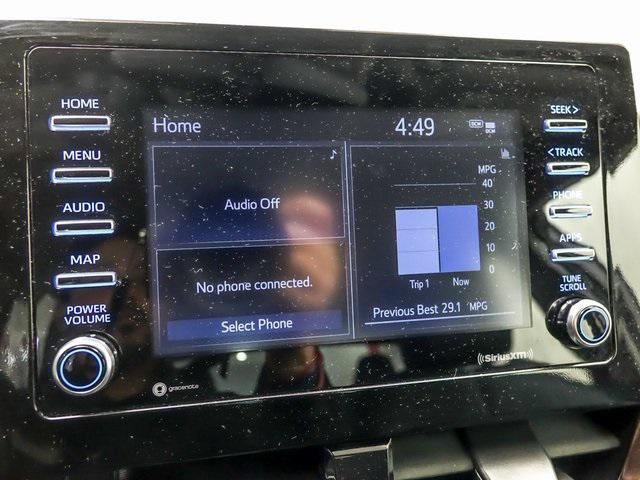 HOME
MENU
AUDIO
MAP
POWER
VOLUME
Home
4:49
DCM
DCM
Audio Off
No phone connected.
Select Phone
MPG
40
30
20
10
0
Trip 1
Now
Previous Best 29.1 MPG
SEEK >
< TRACK
PHONE
APPS
TUNE
SCROLL
gracenote
((SiriusXM))